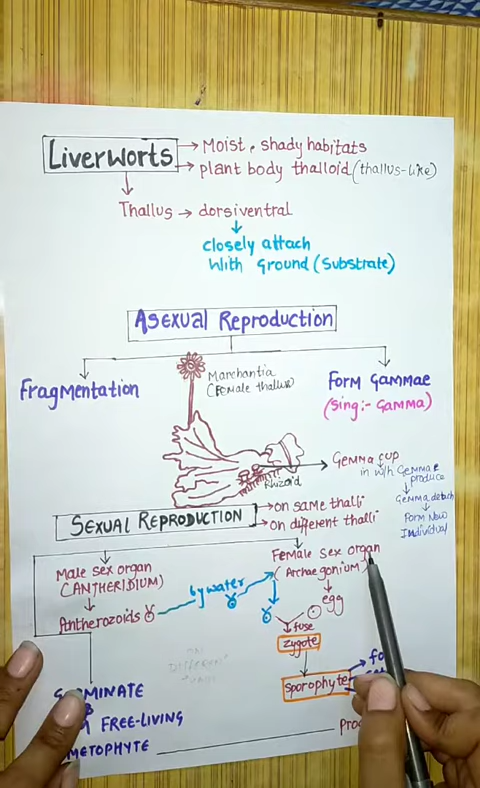 LiverWorts
→ Moist, shady habitats
→ plant body thalloid (thallus-like)
Thallus → dorsiventral
closely attach
With Ground (Substrate)
Asexual Reproduction
Fragmentation
Marchantia
(Female thallus)
Form Gammae
(sing:- Gamma)
Gemma cup
in w/h Gemmae
produce
Gemma detach
Form New
Individual
Rhizoid
Sexual Reproduction
→ on same thalli
→ on different thalli
Male sex organ
(ANTHERIDIUM)
Antherozoids
by water
Female sex organ
(Archaegonium)
egg
fuse
zygote
sporophyte
FREE-LIVING